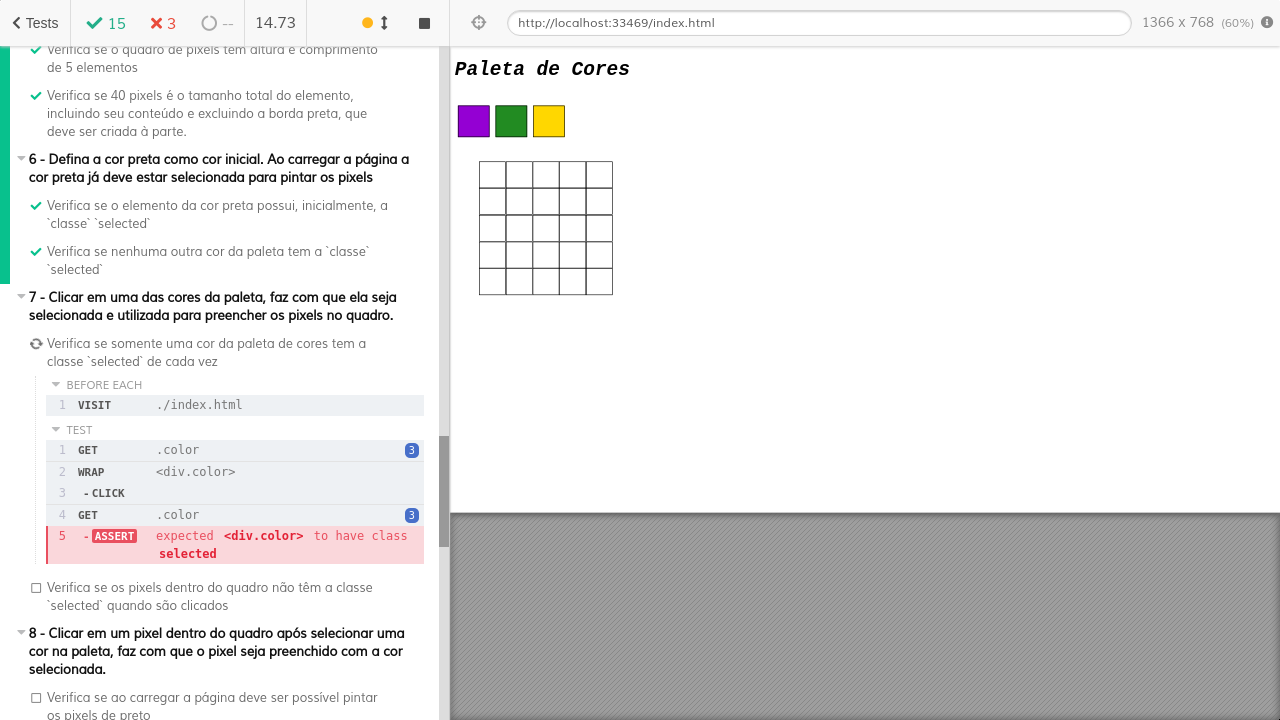 Tests
15
3
--
14.73
http://localhost:33469/index.html
1366 x 768 (60%)
Verifica se o quadro de pixels têm altura e comprimento
de 5 elementos
Verifica se 40 pixels é o tamanho total do elemento,
incluindo seu conteúdo e excluindo a borda preta, que
deve ser criada à parte.
6 - Defina a cor preta como cor inicial. Ao carregar a página a
cor preta já deve estar selecionada para pintar os pixels
Verifica se o elemento da cor preta possui, inicialmente, a
`classe` `selected`
Verifica se nenhuma outra cor da paleta tem a `classe`
`selected`
7 - Clicar em uma das cores da paleta, faz com que ela seja
selecionada e utilizada para preencher os pixels no quadro.
Verifica se somente uma cor da paleta de cores tem a
classe `selected` de cada vez
BEFORE EACH
1 VISIT ./index.html
TEST
1 GET .color 3
2 WRAP <div.color>
3 -CLICK
4 GET .color 3
5 -ASSERT expected <div.color> to have class
selected
Verifica se os pixels dentro do quadro não têm a classe
`selected` quando são clicados
8 - Clicar em um pixel dentro do quadro após selecionar uma
cor na paleta, faz com que o pixel seja preenchido com a cor
selecionada.
Verifica se ao carregar a página deve ser possível pintar
os pixels de preto
Paleta de Cores